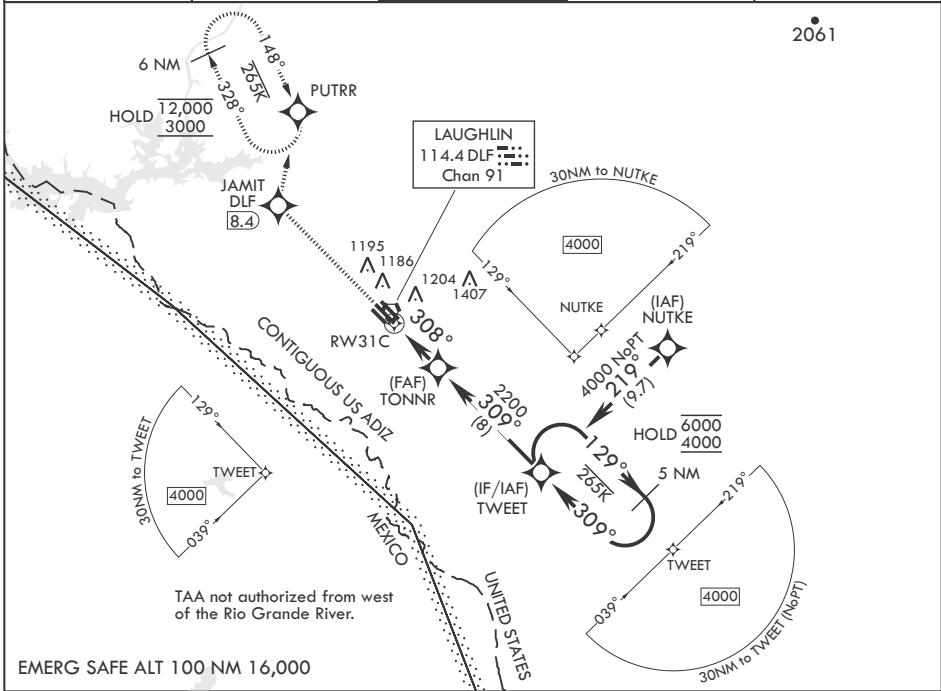 2061
6 NM
148°
265K
328°
PUTRR
HOLD 12,000
3000
LAUGHLIN
114.4 DLF
Chan 91
JAMIT
DLF
8.4
30NM to NUTKE
4000
129°
219°
NUTKE
1195
1186
1204
1407
RW31C
308°
(IAF)
NUTKE
4000 NoPT
219°
(9.7)
(FAF)
TONNR
2200
309°
(8)
HOLD 6000
4000
129°
265K
5 NM
309°
(IF/IAF)
TWEET
CONTIGUOUS US ADIZ
30NM to TWEET
129°
TWEET
4000
039°
MEXICO
UNITED STATES
219°
TWEET
4000
039°
30NM to TWEET (NoPT)
TAA not authorized from west
of the Rio Grande River.
EMERG SAFE ALT 100 NM 16,000